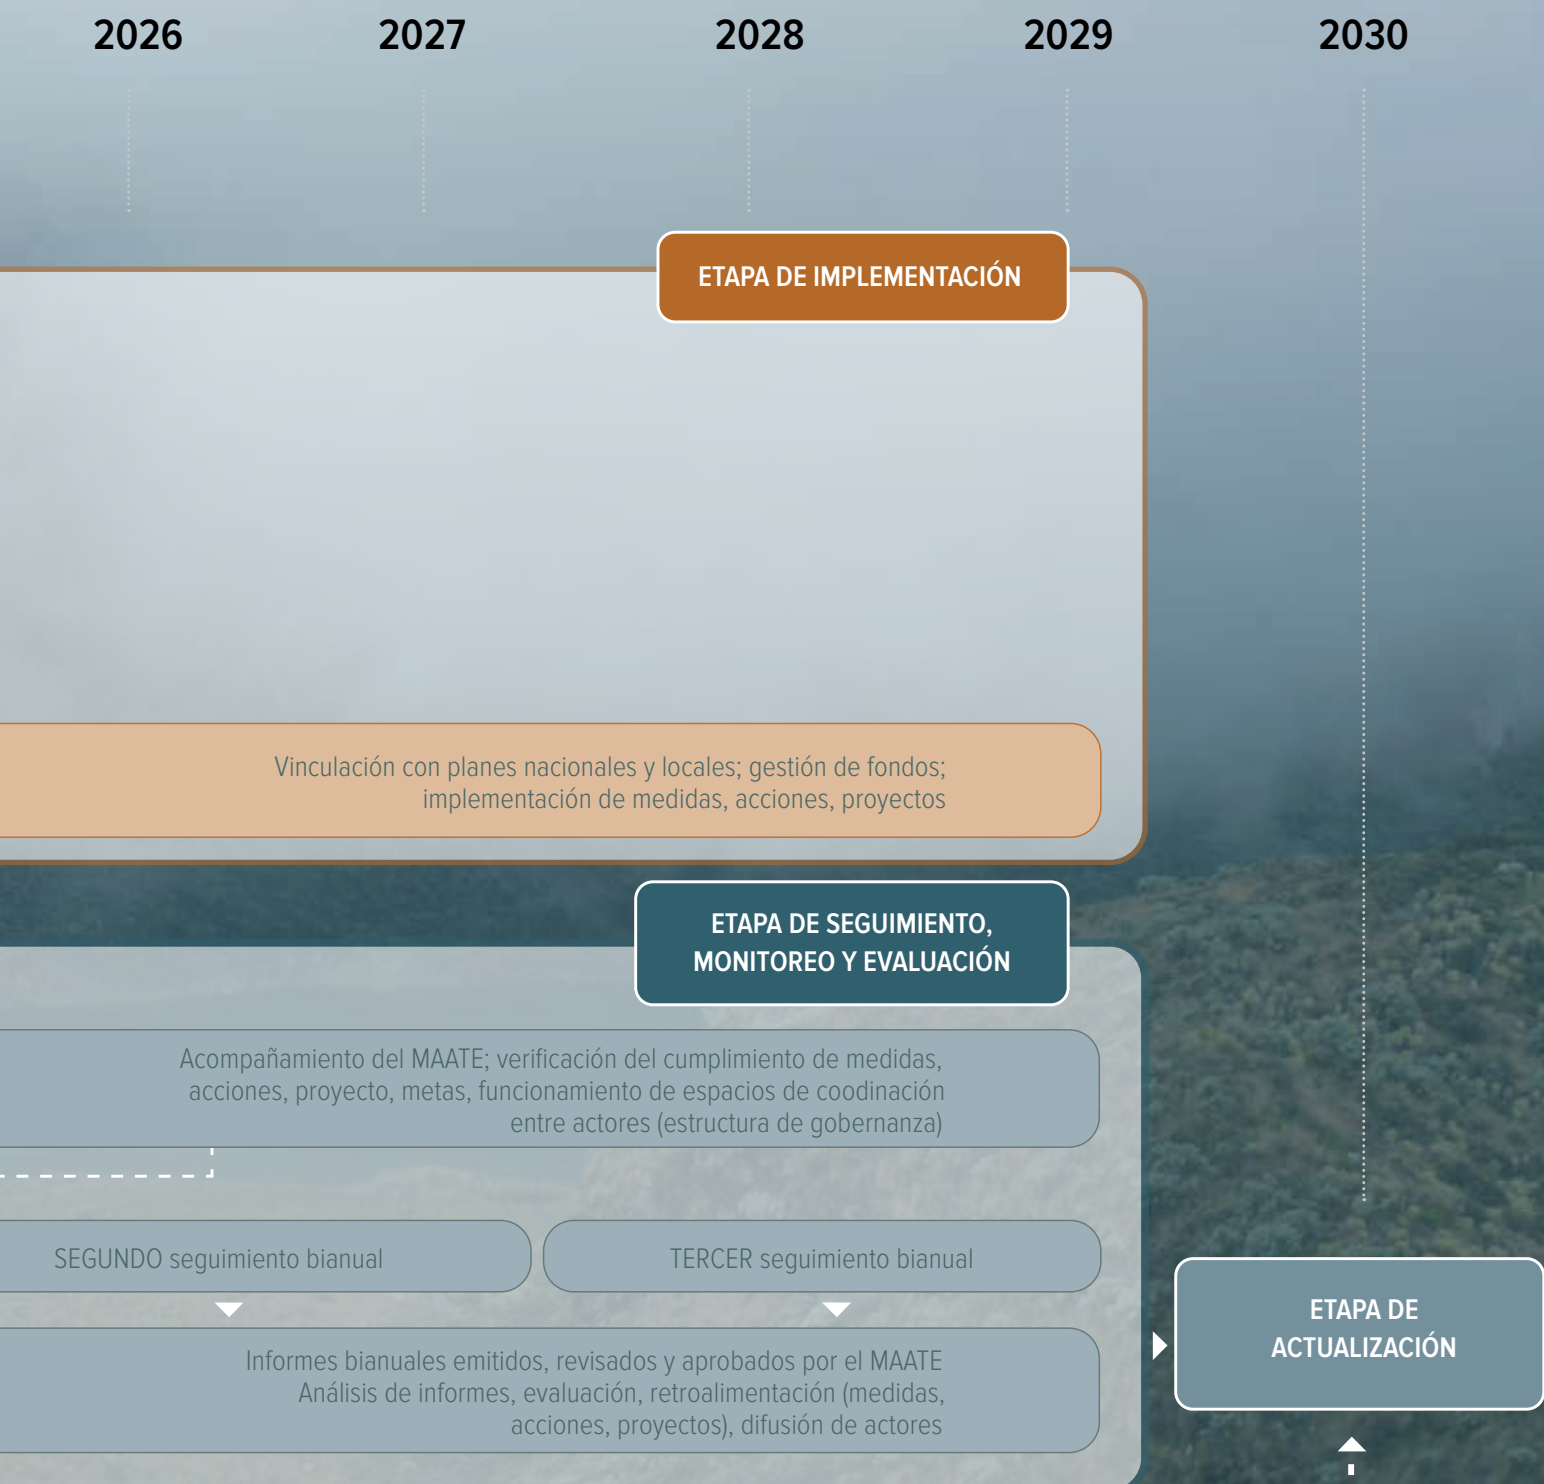 2026 2027 2028 2029 2030
ETAPA DE IMPLEMENTACIÓN
Vinculación con planes nacionales y locales; gestión de fondos;
implementación de medidas, acciones, proyectos
ETAPA DE SEGUIMIENTO,
MONITOREO Y EVALUACIÓN
Acompañamiento del MAATE; verificación del cumplimiento de medidas,
acciones, proyecto, metas, funcionamiento de espacios de coodinación
entre actores (estructura de gobernanza)
SEGUNDO seguimiento bianual
TERCER seguimiento bianual
Informes bianuales emitidos, revisados y aprobados por el MAATE
Análisis de informes, evaluación, retroalimentación (medidas,
acciones, proyectos), difusión de actores
ETAPA DE
ACTUALIZACIÓN